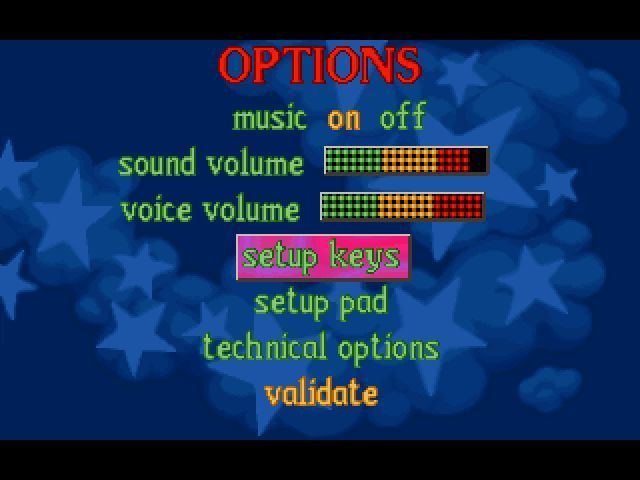 OPTIONS
music on off
sound volume
voice volume
setup keys
setup pad
technical options
validate